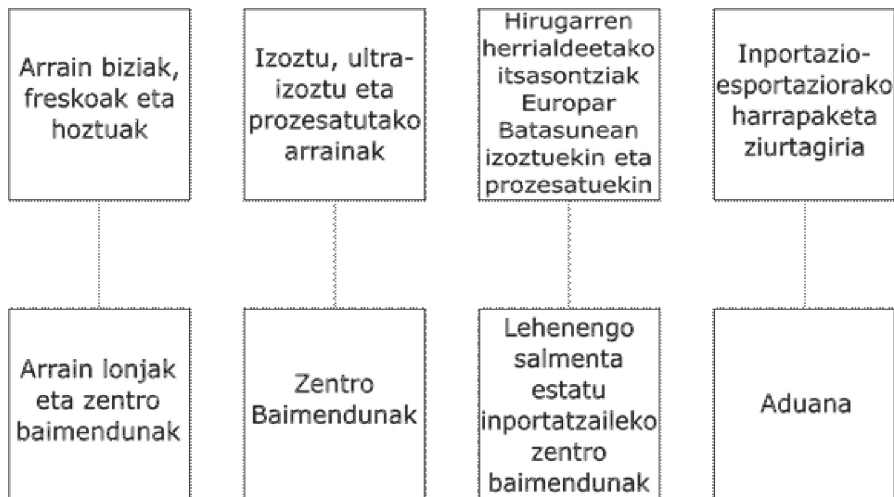 Arrain biziak,
freskoak eta
hoztuak
Izoztu, ultra-
izoztu eta
prozesatutako
arrainak
Hirugarren
herrialdeetako
itsasontziak
Europar
Batasunean
izoztuekin eta
prozesatuekin
Inportazio-
esportaziorako
harrapaketa
ziurtagiria
Arrain lonjak
eta zentro
baimendunak
Zentro
Baimendunak
Lehenengo
salmenta
estatu
inportatzaileko
zentro
baimendunak
Aduana